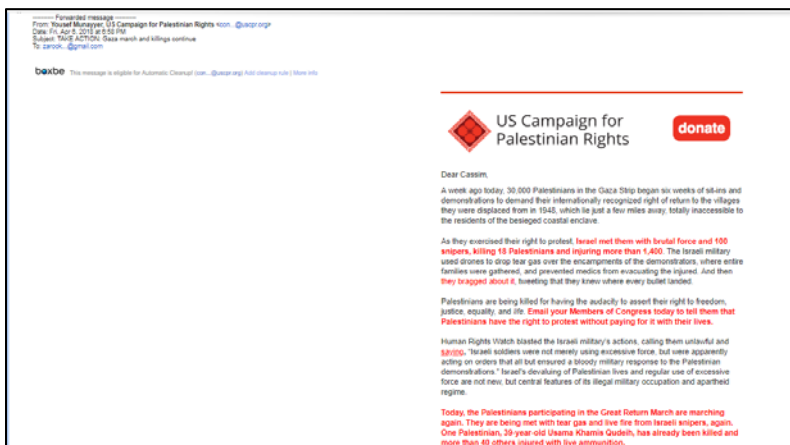 ---------- Forwarded message ----------
From: Yousef Munayyer, US Campaign for Palestinian Rights <con...@uscpr.org>
Date: Fri, Apr 6, 2018 at 6:58 PM
Subject: TAKE ACTION: Gaza march and killings continue
To: zarock...@gmail.com
boxbe This message is eligible for Automatic Cleanup! (con...@uscpr.org) Add cleanup rule | More info
US Campaign for
Palestinian Rights
donate
Dear Cassim,
A week ago today, 30,000 Palestinians in the Gaza Strip began six weeks of sit-ins and
demonstrations to demand their internationally recognized right of return to the villages
they were displaced from in 1948, which lie just a few miles away, totally inaccessible to
the residents of the besieged coastal enclave.
As they exercised their right to protest, Israel met them with brutal force and 100
snipers, killing 18 Palestinians and injuring more than 1,400. The Israeli military
used drones to drop tear gas over the encampments of the demonstrators, where entire
families were gathered, and prevented medics from evacuating the injured. And then
they bragged about it, tweeting that they knew where every bullet landed.
Palestinians are being killed for having the audacity to assert their right to freedom,
justice, equality, and life. Email your Members of Congress today to tell them that
Palestinians have the right to protest without paying for it with their lives.
Human Rights Watch blasted the Israeli military's actions, calling them unlawful and
saying, "Israeli soldiers were not merely using excessive force, but were apparently
acting on orders that all but ensured a bloody military response to the Palestinian
demonstrations." Israel's devaluing of Palestinian lives and regular use of excessive
force are not new, but central features of its illegal military occupation and apartheid
regime.
Today, the Palestinians participating in the Great Return March are marching
again. They are being met with tear gas and live fire from Israeli snipers, again.
One Palestinian, 39-year-old Usama Khamis Qudeih, has already been killed and
more than 40 others injured with live ammunition.